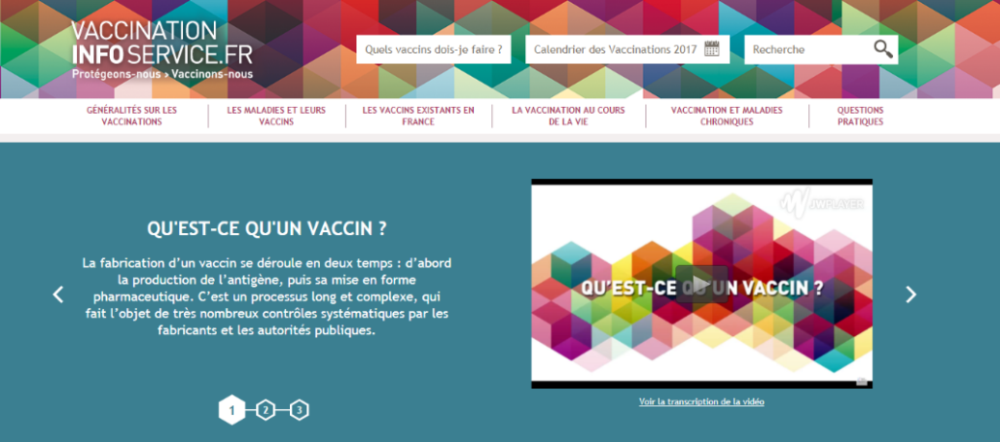 VACCINATION
INFO SERVICE.FR
Protégeons-nous > Vaccinons-nous
Quels vaccins dois-je faire ?
Calendrier des Vaccinations 2017
Recherche
GÉNÉRALITÉS SUR LES
VACCINATIONS
LES MALADIES ET LEURS
VACCINS
LES VACCINS EXISTANTS EN
FRANCE
LA VACCINATION AU COURS
DE LA VIE
VACCINATION ET MALADIES
CHRONIQUES
QUESTIONS
PRATIQUES
QU'EST-CE QU'UN VACCIN ?
La fabrication d’un vaccin se déroule en deux temps : d’abord
la production de l’antigène, puis sa mise en forme
pharmaceutique. C’est un processus long et complexe, qui
fait l’objet de très nombreux contrôles systématiques par les
fabricants et les autorités publiques.
1 2 3
JWPLAYER
QU'EST-CE QU'UN VACCIN ?
Voir la transcription de la vidéo